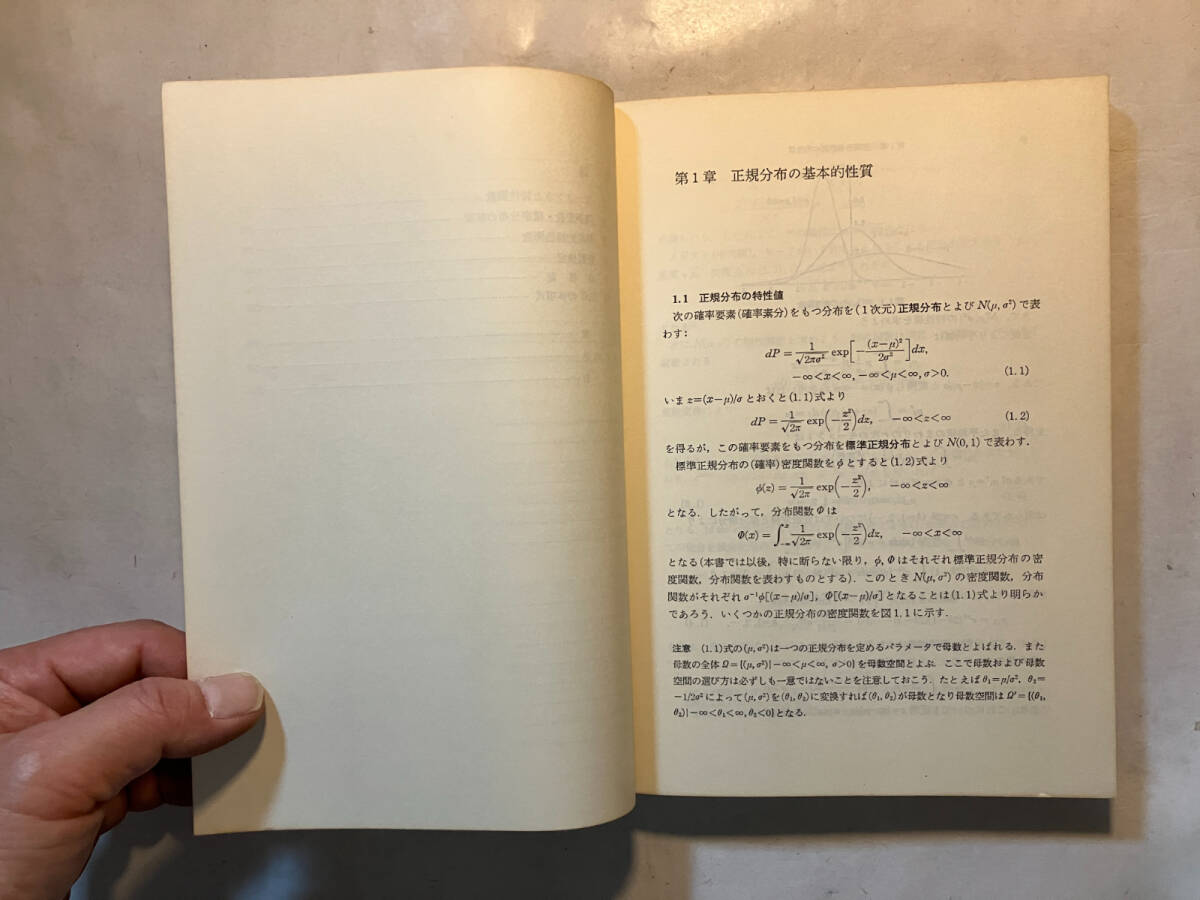 第1章 正規分布の基本的性質
1.1 正規分布の特性値
次の確率要素(確率素分)をもつ分布を(1次元)正規分布とよび N(μ, σ²) で表
わす:
dP = 1/√2πσ² exp[−(x−μ)²/2σ²]dx,
−∞<x<∞, −∞<μ<∞, σ>0. (1.1)
いま z=(x−μ)/σ とおくと(1.1)式より
dP = 1/√2π exp(−z²/2)dz, −∞<z<∞ (1.2)
を得るが,この確率要素をもつ分布を標準正規分布とよび N(0, 1) で表わす.
標準正規分布の(確率)密度関数を φ とすると(1.2)式より
φ(z) = 1/√2π exp(−z²/2), −∞<z<∞
となる.したがって,分布関数 Φ は
Φ(x) = ∫_{−∞}^{x} 1/√2π exp(−z²/2)dz, −∞<x<∞
となる(本書では以後,特に断らない限り,φ, Φ はそれぞれ標準正規分布の密
度関数,分布関数を表わすものとする).このとき N(μ, σ²) の密度関数,分布
関数がそれぞれ σ⁻¹φ[(x−μ)/σ], Φ[(x−μ)/σ] となることは(1.1)式より明らか
であろう.いくつかの正規分布の密度関数を図1.1に示す.
注意 (1.1)式の(μ, σ²)は一つの正規分布を定めるパラメータで母数とよばれる.また
母数の全体 Ω={(μ, σ²)|−∞<μ<∞, σ>0} を母数空間とよぶ.ここで母数および母数
空間の選び方は必ずしも一意ではないことを注意しておこう.たとえば θ₁=μ/σ², θ₂=
−1/2σ² によって(μ, σ²)を(θ₁, θ₂)に変換すれば(θ₁, θ₂)が母数となり母数空間は Ω′={(θ₁,
θ₂)|−∞<θ₁<∞, θ₂<0}となる.